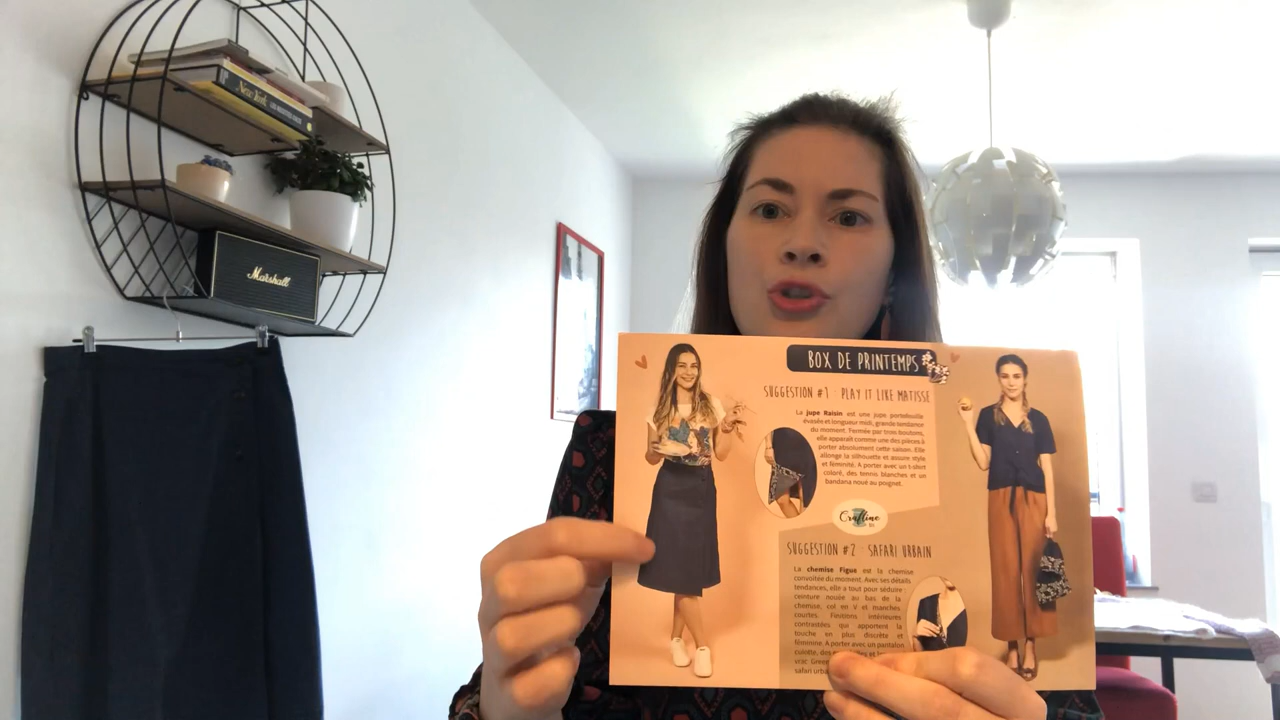 New York
Marshall
BOX DE PRINTEMPS
SUGGESTION #1 - PLAY IT LIKE MATISSE
La jupe Raisin est une jupe portefeuille
évasée et longueur midi, grande tendance
du moment. Fermée par trois boutons,
elle apparaît comme une des pièces à
porter absolument cette saison. Elle
allonge la silhouette et assure style
et féminité. A porter avec un t-shirt
coloré, des tennis blanches et un
bandana noué au poignet.
Craftine
SUGGESTION #2 - SAFARI URBAIN
La chemise Figue est la chemise
convoitée du moment. Avec ses détails
tendances, elle a tout pour séduire :
ceinture nouée au bas de la
chemise, col en V et manches
courtes. Finitions intérieures
contrastées qui apportent la
touche en plus discrète et
féminine. A porter avec un pantalon
culotte, des
vrac
safari